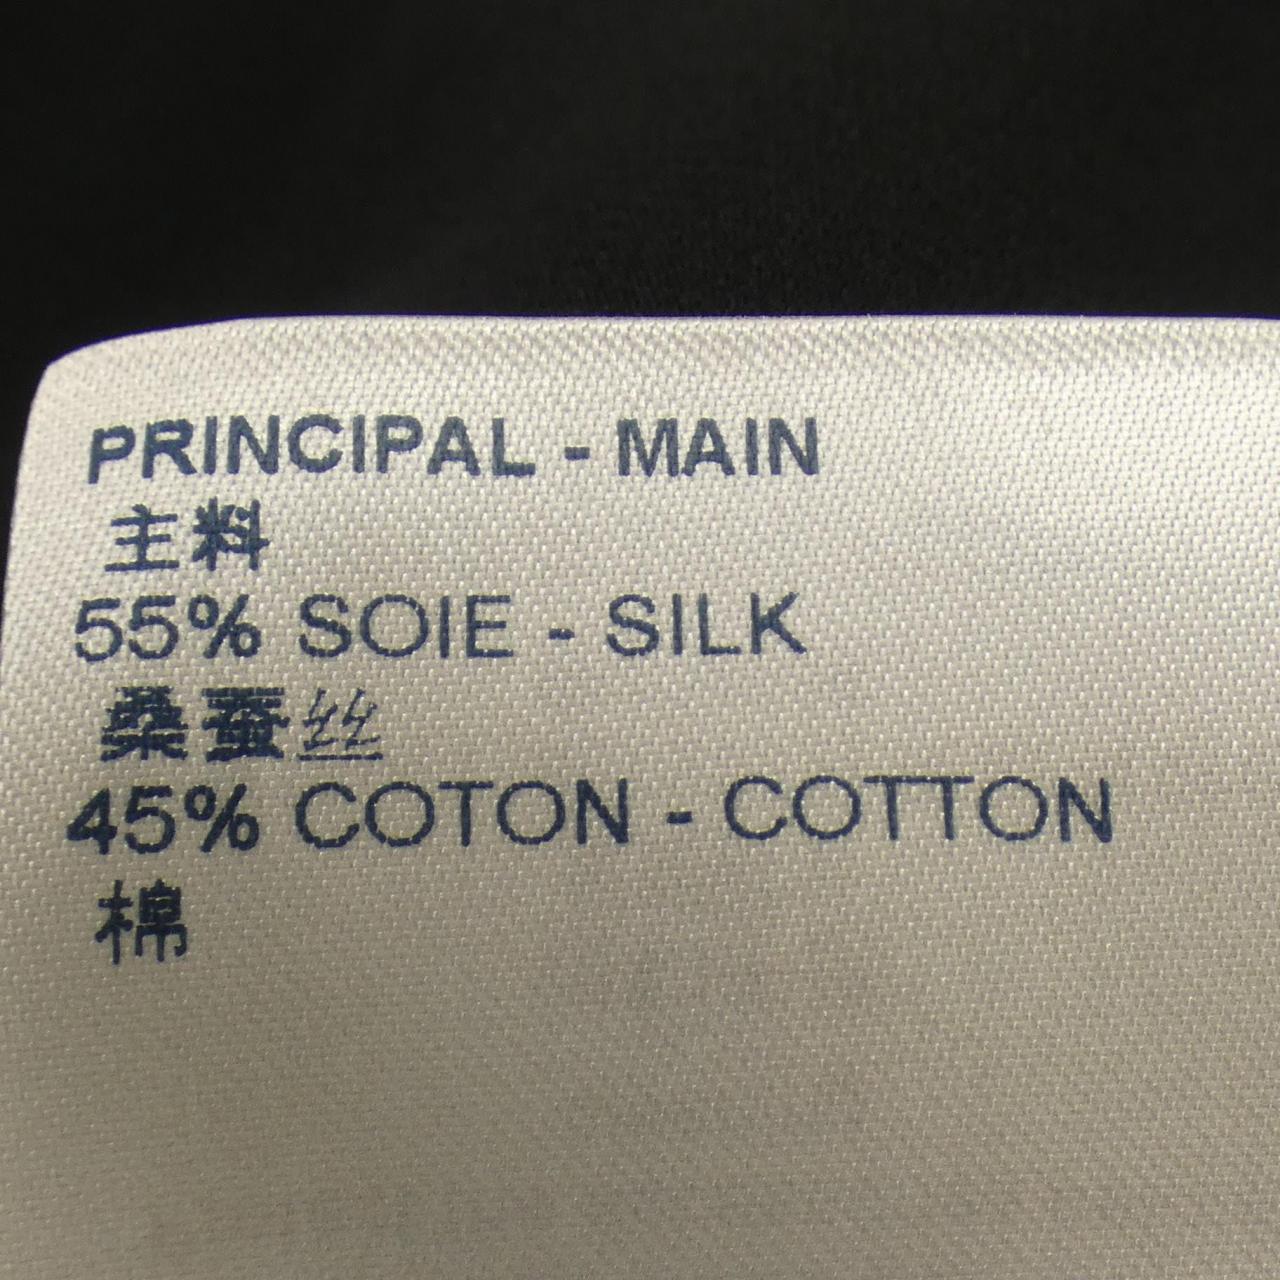 PRINCIPAL - MAIN
主料
55% SOIE - SILK
桑蚕丝
45% COTON - COTTON
棉